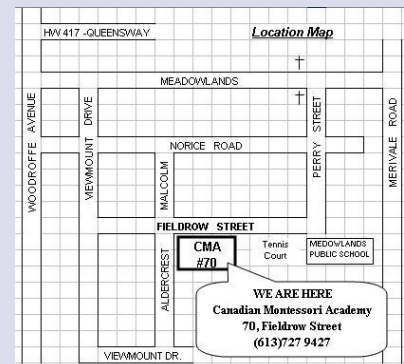 HW 417 -QUEENSWAY
Location Map
MEADOWLANDS
WOODROFFE AVENUE
VIEWMOUNT DRIVE
MALCOLM
PERRY STREET
MERIVALE ROAD
NORICE ROAD
FIELDROW STREET
CMA
#70
Tennis
Court
MEDOWLANDS
PUBLIC SCHOOL
ALDERCREST
WE ARE HERE
Canadian Montessori Academy
70, Fieldrow Street
(613)727 9427
VIEWMOUNT DR.